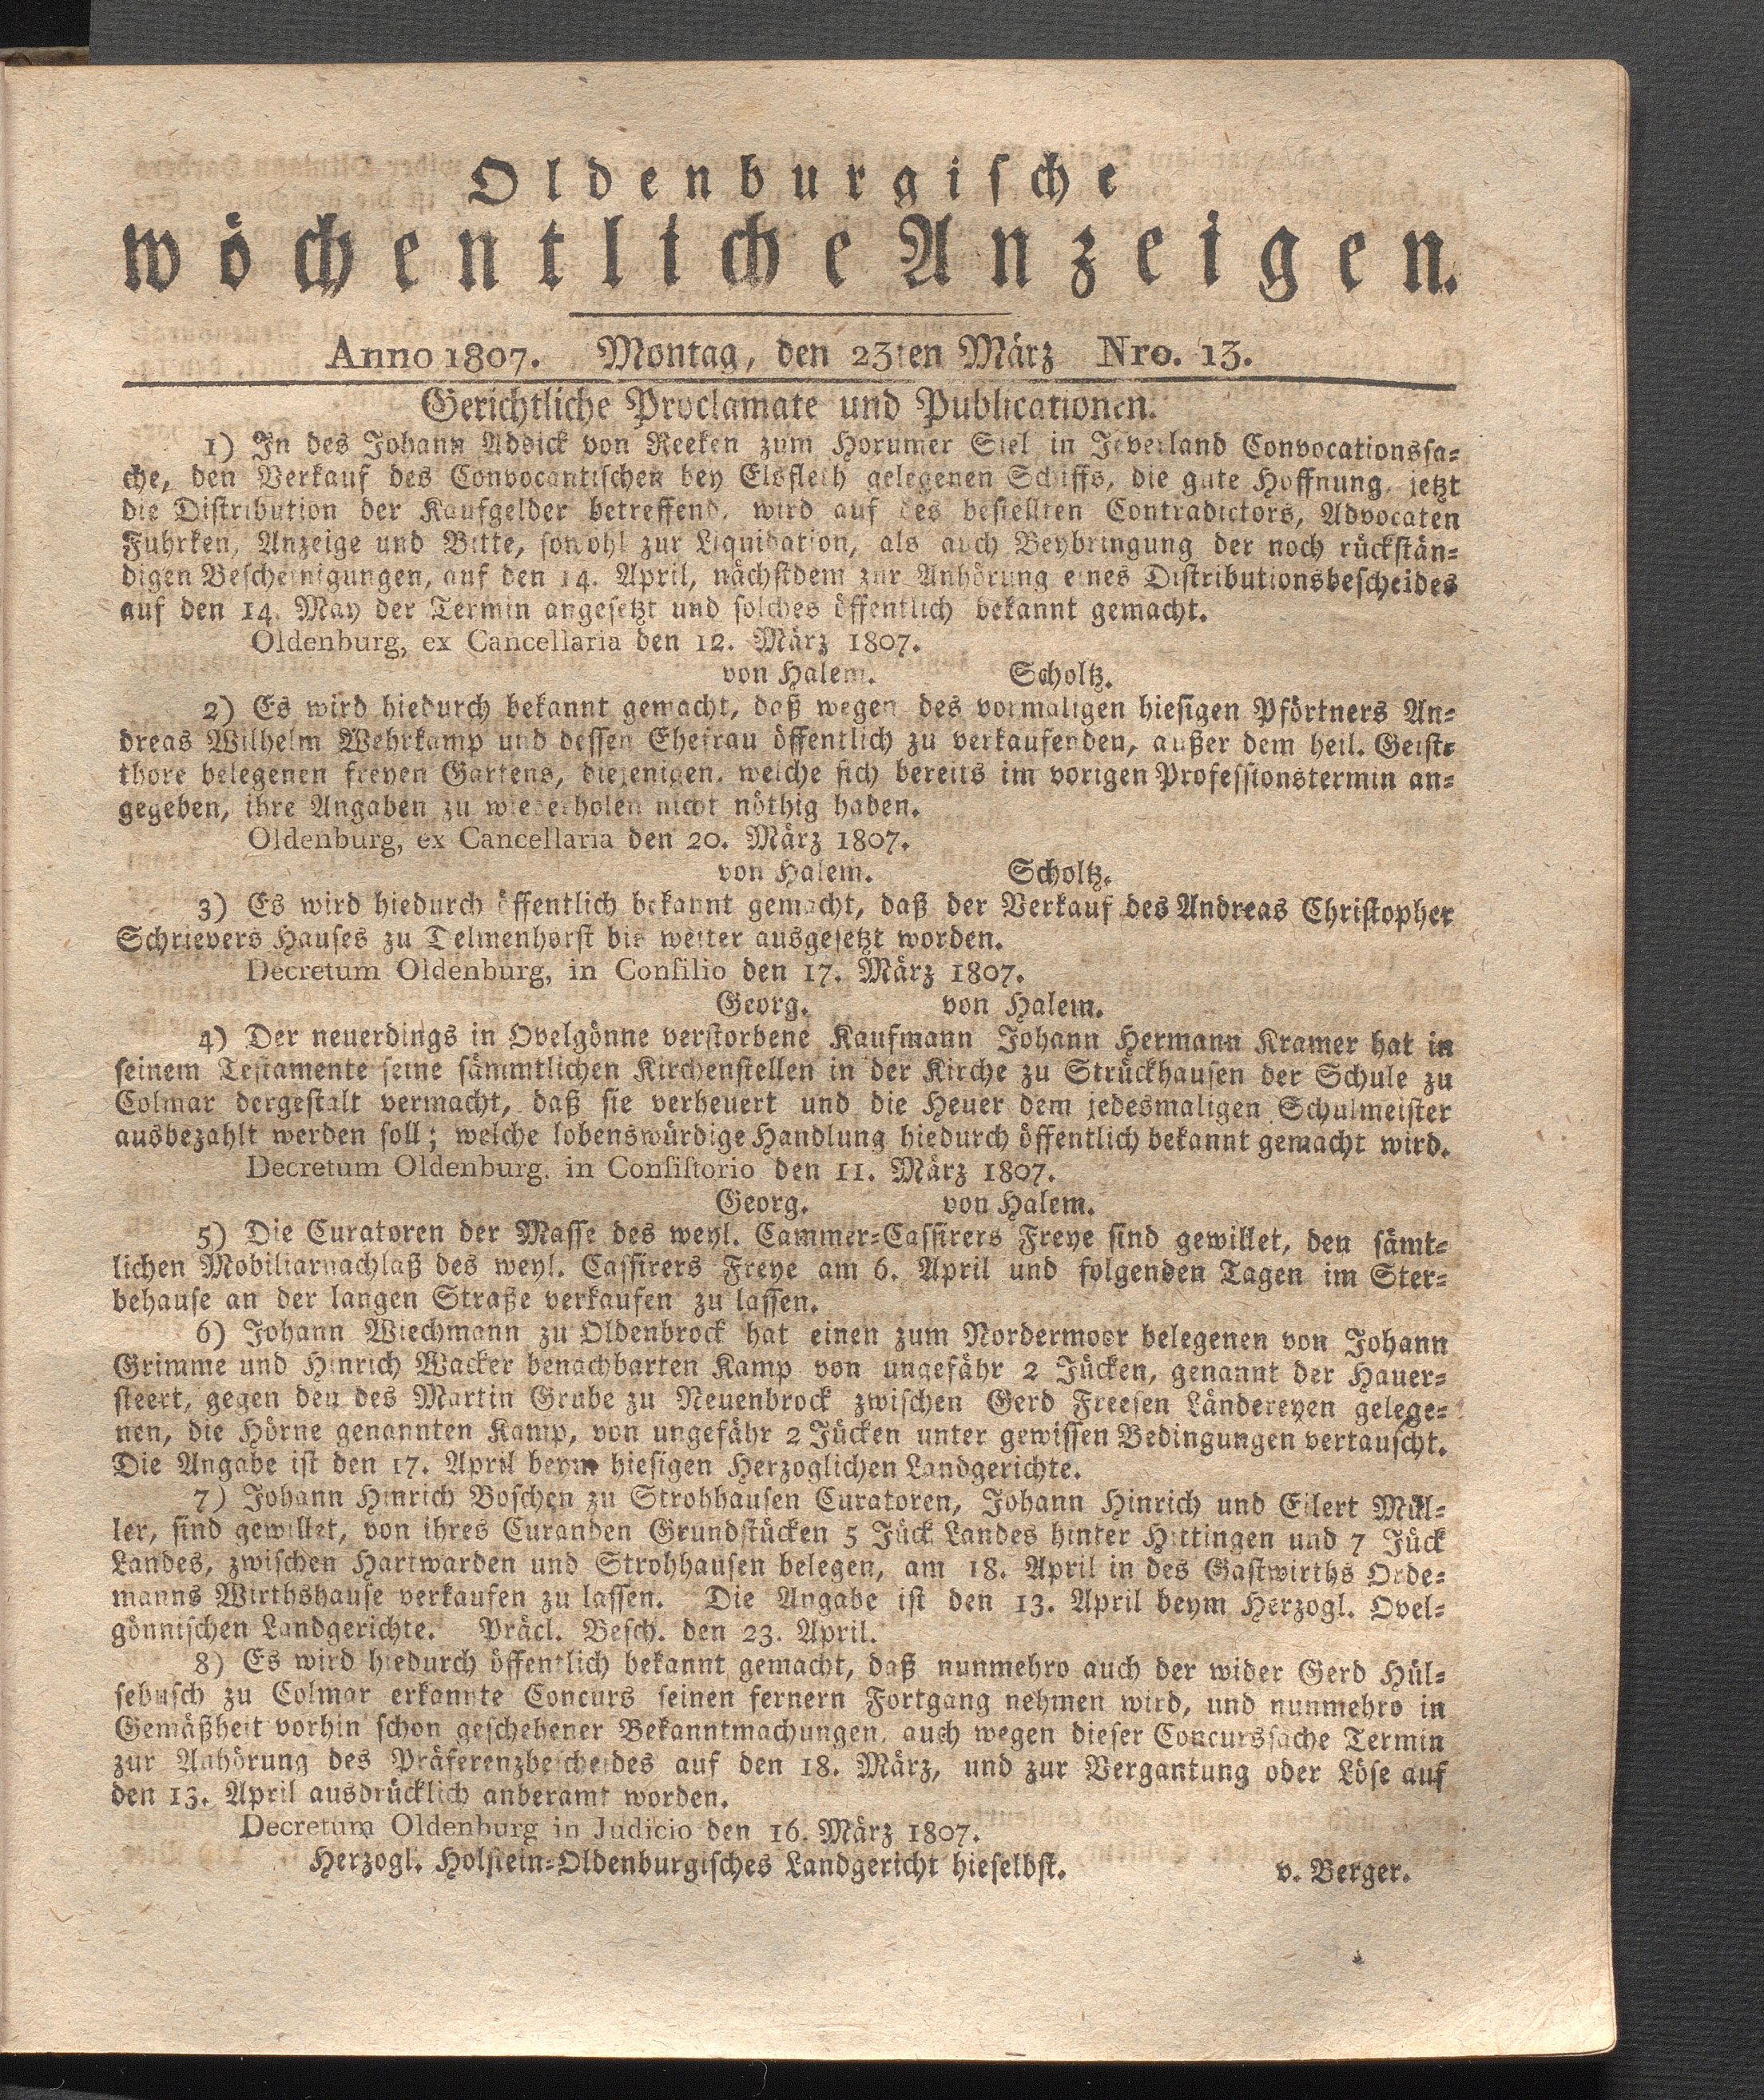 Oldenburgische
wöchentliche Anzeigen.
Anno 1807. Montag, den 23ten März Nro. 13.
Gerichtliche Proclamate und Publicationen.
1) In des Johann Addick von Reeken zum Horumer Siel in Jeverland Convocationssa-
che, den Verkauf des Convocantischen bey Elsfleth gelegenen Schiffs, die gute Hoffnung, jetzt
die Distribution der Kaufgelder betreffend, wird auf des bestellten Contradictors, Advocaten
Fuhrken, Anzeige und Bitte, sowohl zur Liquidation, als auch Beybringung der noch rückstän-
digen Bescheinigungen, auf den 14. April, nächstdem zur Anhörung eines Distributionsbescheides
auf den 14. May der Termin angesetzt und solches öffentlich bekannt gemacht.
Oldenburg, ex Cancellaria den 12. März 1807.
von Halem. Scholtz.
2) Es wird hiedurch bekannt gemacht, daß wegen des vormaligen hiesigen Pförtners An-
dreas Wilhelm Wehrkamp und dessen Ehefrau öffentlich zu verkaufenden, außer dem heil. Geist-
thore belegenen freyen Gartens, diejenigen, welche sich bereits im vorigen Professionstermin an-
gegeben, ihre Angaben zu wiederholen nicht nöthig haben.
Oldenburg, ex Cancellaria den 20. März 1807.
von Halem. Scholtz.
3) Es wird hiedurch öffentlich bekannt gemacht, daß der Verkauf des Andreas Christopher
Schrievers Hauses zu Delmenhorst bis weiter ausgesetzt worden.
Decretum Oldenburg, in Consilio den 17. März 1807.
Georg. von Halem.
4) Der neuerdings in Ovelgönne verstorbene Kaufmann Johann Hermann Kramer hat in
seinem Testamente seine sämmtlichen Kirchenstellen in der Kirche zu Strückhausen der Schule zu
Colmar dergestalt vermacht, daß sie verheuert und die Heuer dem jedesmaligen Schulmeister
ausbezahlt werden soll; welche lobenswürdige Handlung hiedurch öffentlich bekannt gemacht wird.
Decretum Oldenburg, in Consistorio den 11. März 1807.
Georg. von Halem.
5) Die Curatoren der Masse des weyl. Cammer-Cassirers Freye sind gewillet, den sämt-
lichen Mobiliarnachlaß des weyl. Cassirers Freye am 6. April und folgenden Tagen im Ster-
behause an der langen Straße verkaufen zu lassen.
6) Johann Wiechmann zu Oldenbrock hat einen zum Nordermoor belegenen von Johann
Grimme und Hinrich Wacker benachbarten Kamp von ungefähr 2 Jücken, genannt der Hauer-
steert, gegen den des Martin Grube zu Neuenbrock zwischen Gerd Freesen Ländereyen gelege-
nen, die Hörne genannten Kamp, von ungefähr 2 Jücken unter gewissen Bedingungen vertauscht.
Die Angabe ist den 17. April beym hiesigen Herzoglichen Landgerichte.
7) Johann Hinrich Boschen zu Strohhausen Curatoren, Johann Hinrich und Eilert Mül-
ler, sind gewillet, von ihres Curanden Grundstücken 5 Jück Landes hinter Hittingen und 7 Jück
Landes, zwischen Hartwarden und Strohhausen belegen, am 18. April in des Gastwirths Orde-
manns Wirthshause verkaufen zu lassen. Die Angabe ist den 13. April beym Herzogl. Ovel-
gönnischen Landgerichte. Präcl. Besch. den 23. April.
8) Es wird hiedurch öffentlich bekannt gemacht, daß nunmehro auch der wider Gerd Hül-
sebusch zu Colmar erkannte Concurs seinen fernern Fortgang nehmen wird, und nunmehro in
Gemäßheit vorhin schon geschehener Bekanntmachungen, auch wegen dieser Concurssache Termin
zur Anhörung des Präferenzbescheides auf den 18. März, und zur Vergantung oder Löse auf
den 13. April ausdrücklich anberamt worden.
Decretum Oldenburg in Judicio den 16. März 1807.
Herzogl. Holstein-Oldenburgisches Landgericht hieselbst. v. Berger.